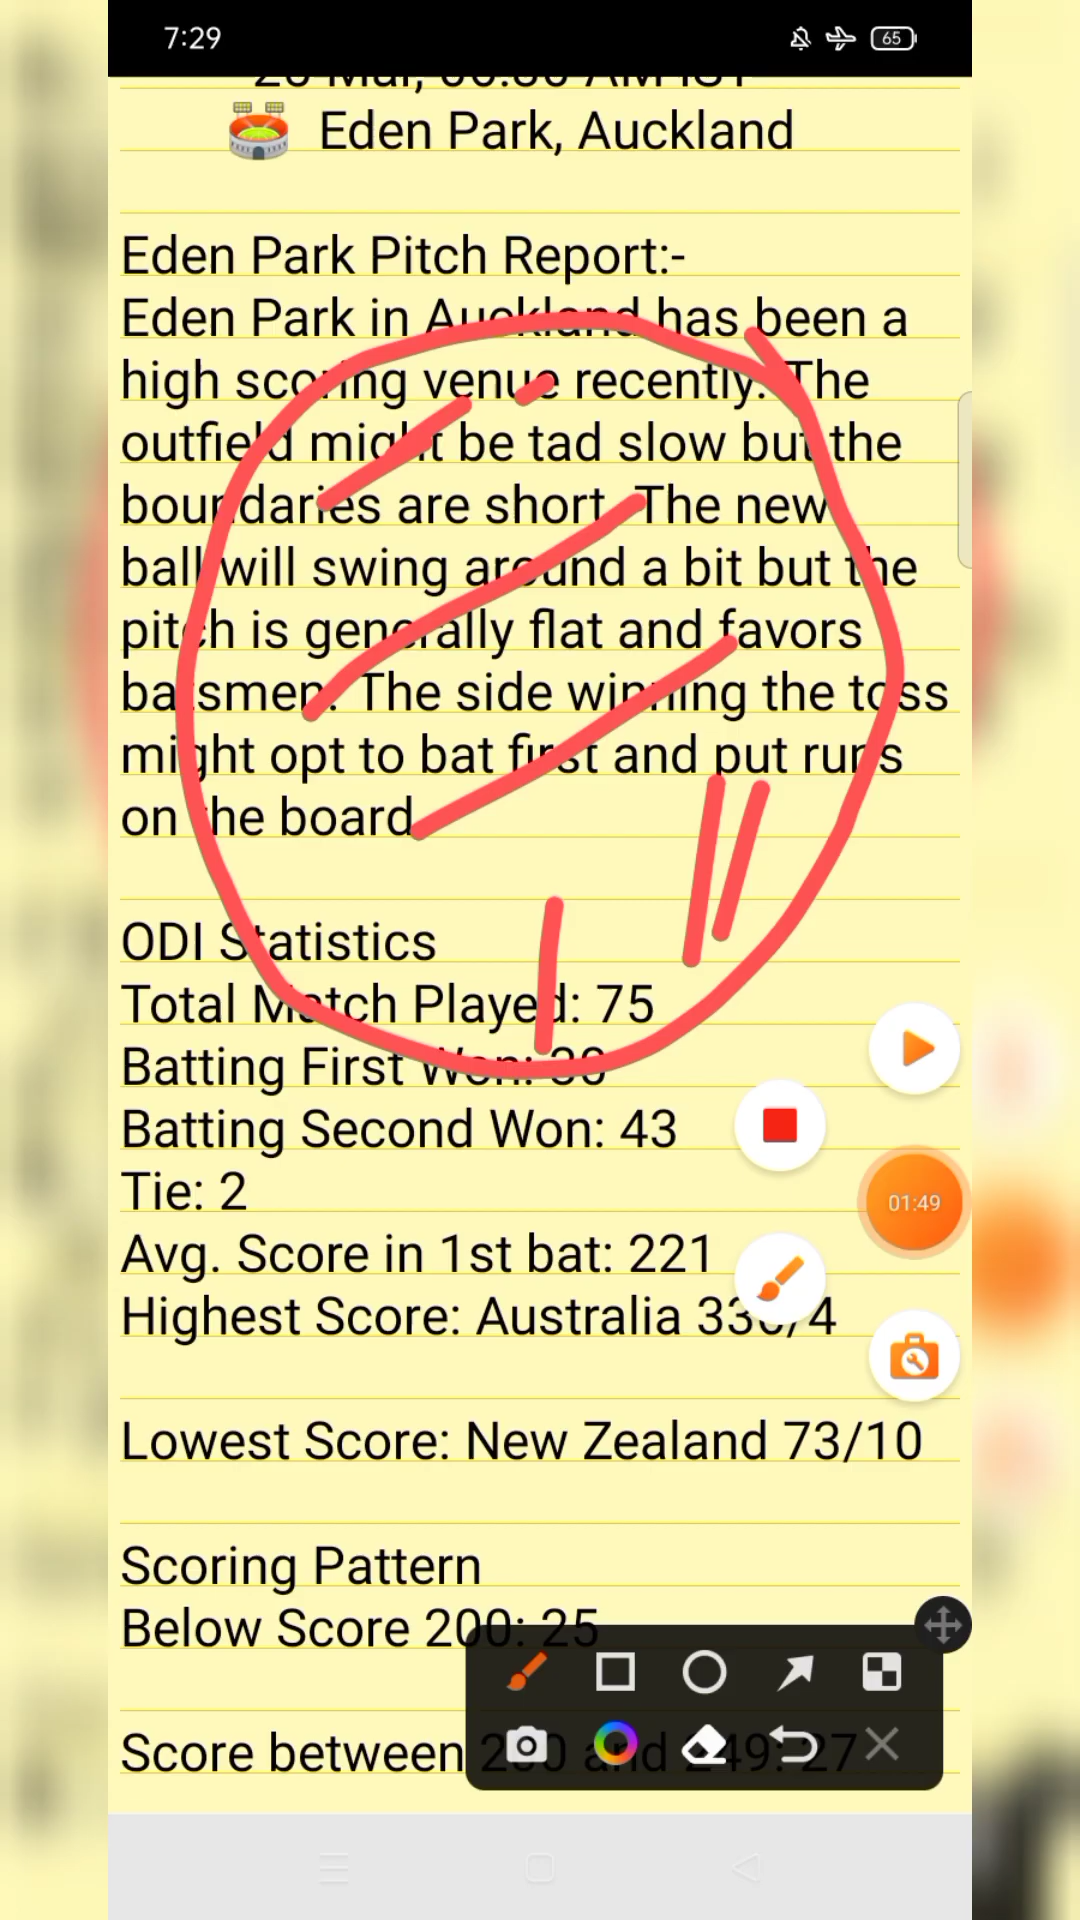 7:29
65
Eden Park, Auckland
Eden Park Pitch Report:-
Eden Park in Auckland has been a
high scoring venue recently. The
outfield might be tad slow but the
boundaries are short. The new
ball will swing around a bit but the
pitch is generally flat and favors
batsmen. The side winning the toss
might opt to bat first and put runs
on the board
ODI Statistics
Total Match Played: 75
Batting First Won: 30
Batting Second Won: 43
Tie: 2
01:49
Avg. Score in 1st bat: 221
Highest Score: Australia
Lowest Score: New Zealand 73/10
Scoring Pattern
Below Score 200: 25
Score between 200 and 249: 27